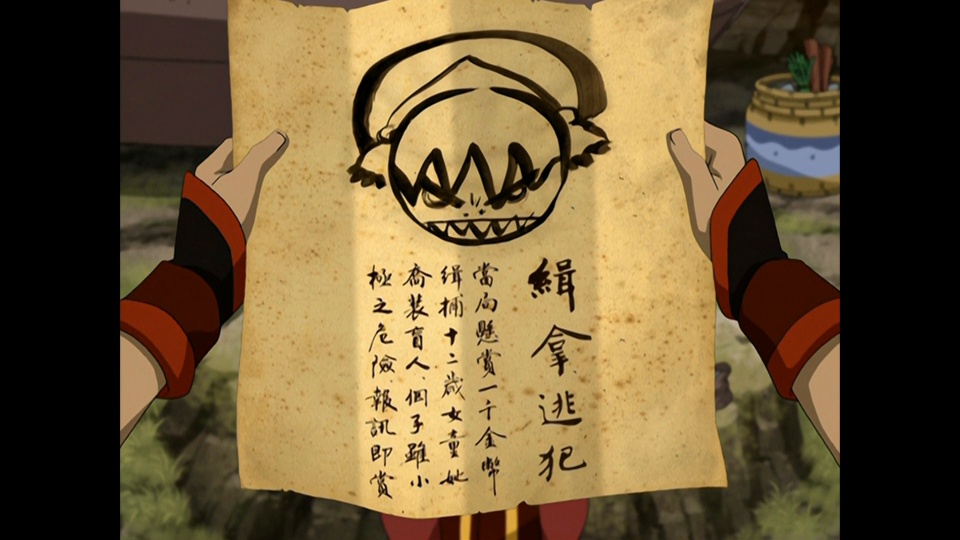 緝拿逃犯
當局懸賞一千金幣
緝捕十二歲女童她
喬裝盲人、個子雖小
極之危險報訊即賞